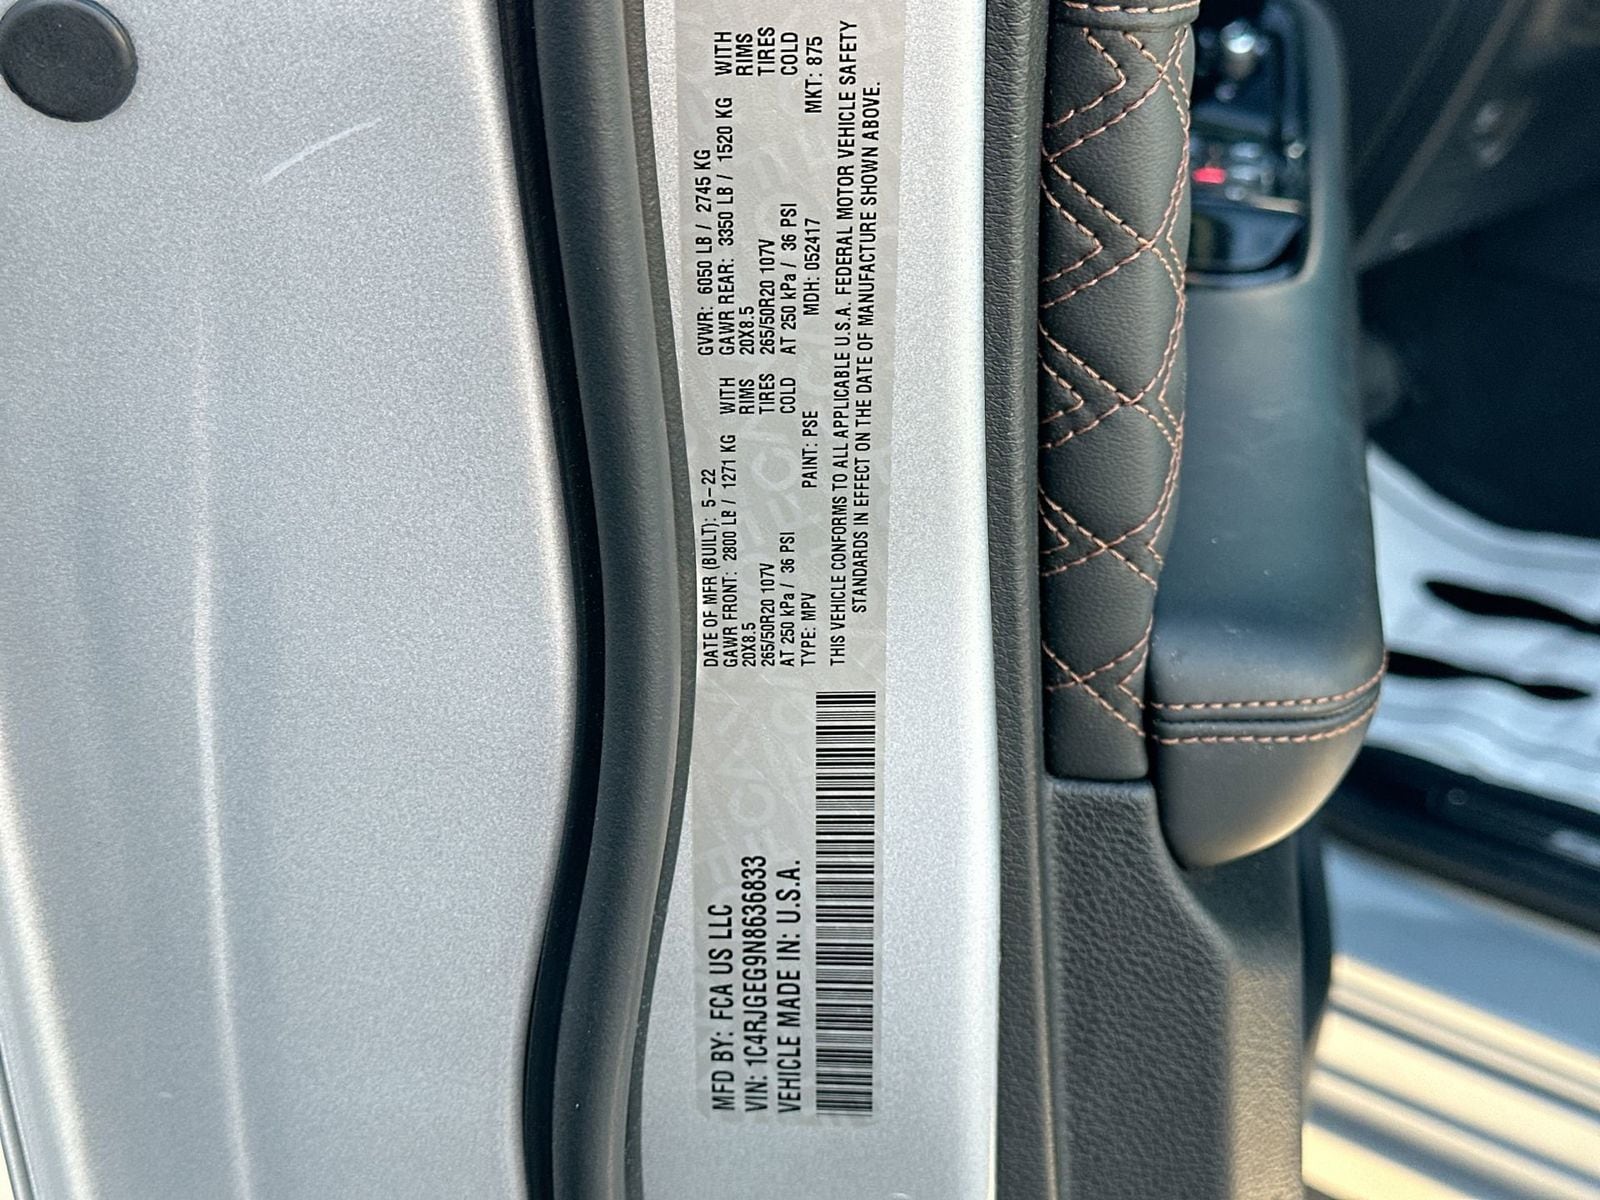 MFD BY: FCA US LLC
VIN: 1C4RJGEG9N8636833
VEHICLE MADE IN: U.S.A.
DATE OF MFR (BUILT): 5-22 GVWR: 6050 LB / 2745 KG
GAWR FRONT: 2800 LB / 1271 KG WITH GAWR REAR: 3350 LB / 1520 KG WITH
20X8.5 RIMS 20X8.5 RIMS
265/50R20 107V TIRES 265/50R20 107V TIRES
AT 250 kPa / 36 PSI COLD AT 250 kPa / 36 PSI COLD
TYPE: MPV PAINT: PSE MDH: 052417 MKT: 875
THIS VEHICLE CONFORMS TO ALL APPLICABLE U.S.A. FEDERAL MOTOR VEHICLE SAFETY
STANDARDS IN EFFECT ON THE DATE OF MANUFACTURE SHOWN ABOVE.